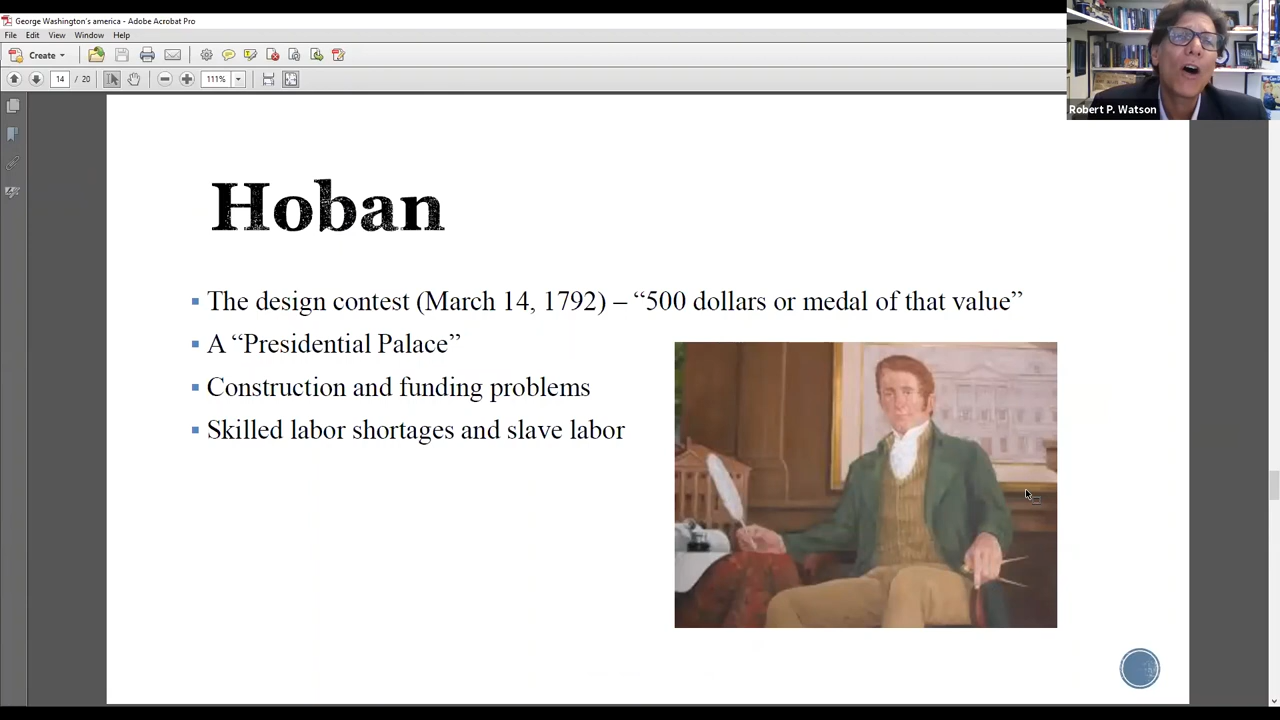 George Washington's america - Adobe Acrobat Pro
File Edit View Window Help
Create
14 / 20
111%
Robert P. Watson
Hoban
▪ The design contest (March 14, 1792) – “500 dollars or medal of that value”
▪ A “Presidential Palace”
▪ Construction and funding problems
▪ Skilled labor shortages and slave labor